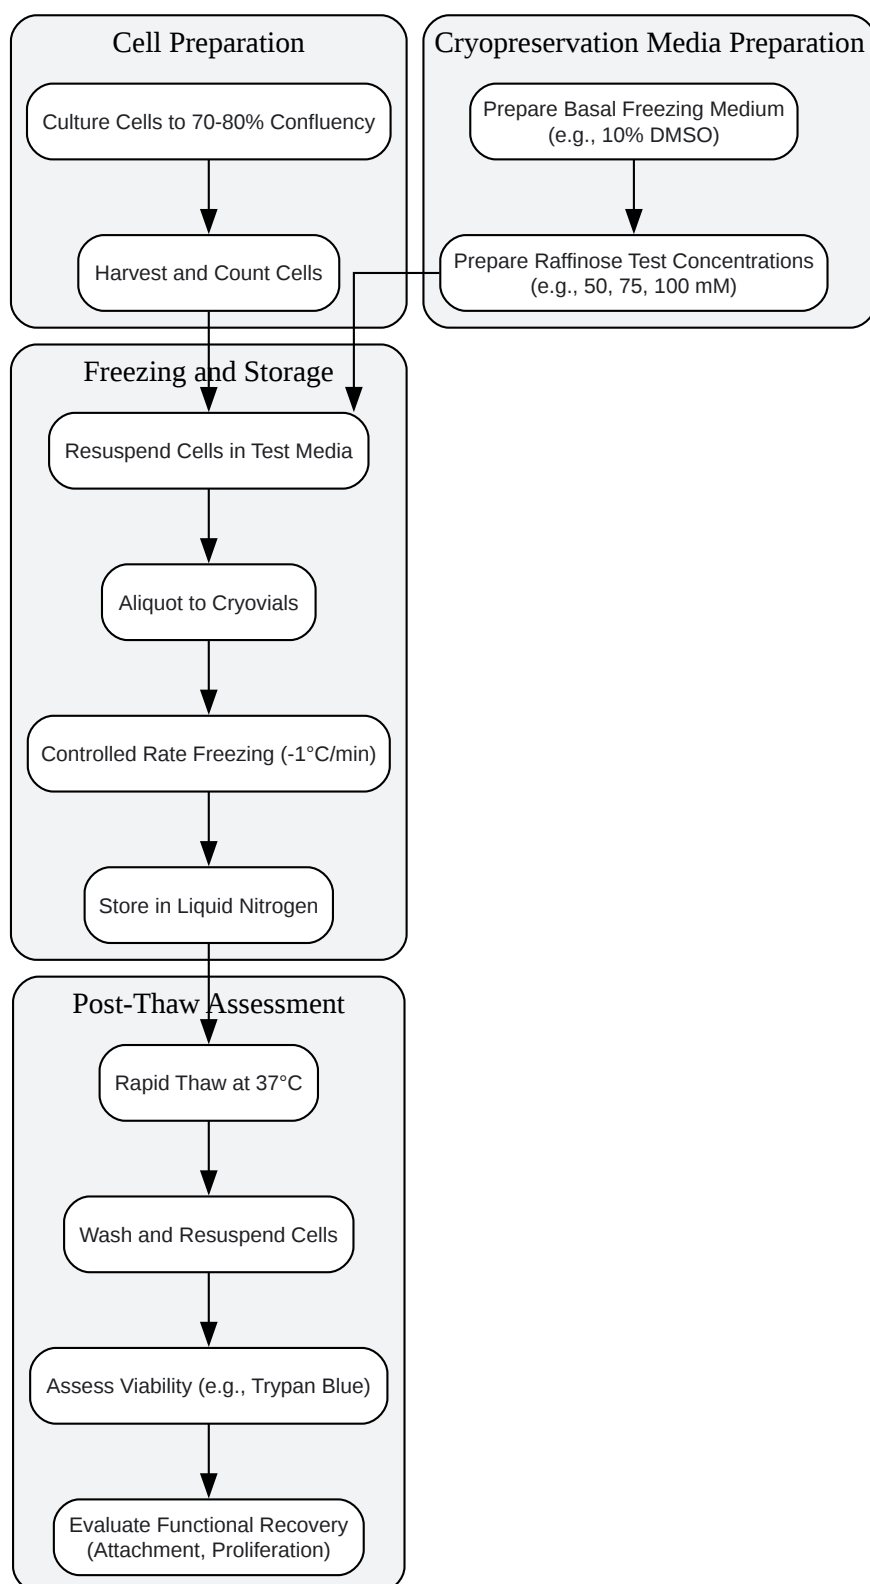 Cell Preparation
Culture Cells to 70-80% Confluency
Harvest and Count Cells
Cryopreservation Media Preparation
Prepare Basal Freezing Medium
(e.g., 10% DMSO)
Prepare Raffinose Test Concentrations
(e.g., 50, 75, 100 mM)
Freezing and Storage
Resuspend Cells in Test Media
Aliquot to Cryovials
Controlled Rate Freezing (-1°C/min)
Store in Liquid Nitrogen
Post-Thaw Assessment
Rapid Thaw at 37°C
Wash and Resuspend Cells
Assess Viability (e.g., Trypan Blue)
Evaluate Functional Recovery
(Attachment, Proliferation)